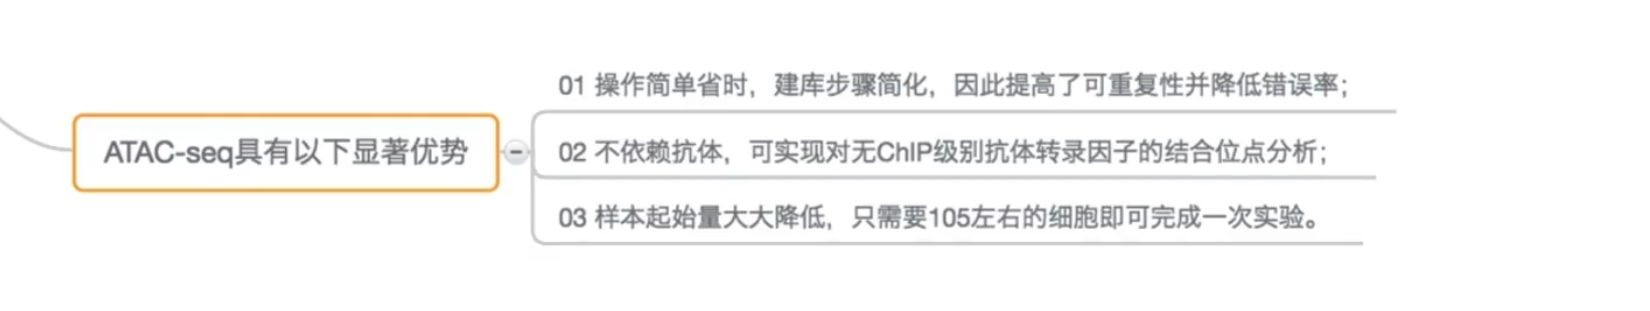 01 操作简单省时，建库步骤简化，因此提高了可重复性并降低错误率；
ATAC-seq具有以下显著优势
02 不依赖抗体，可实现对无ChIP级别抗体转录因子的结合位点分析；
03 样本起始量大大降低，只需要105左右的细胞即可完成一次实验。